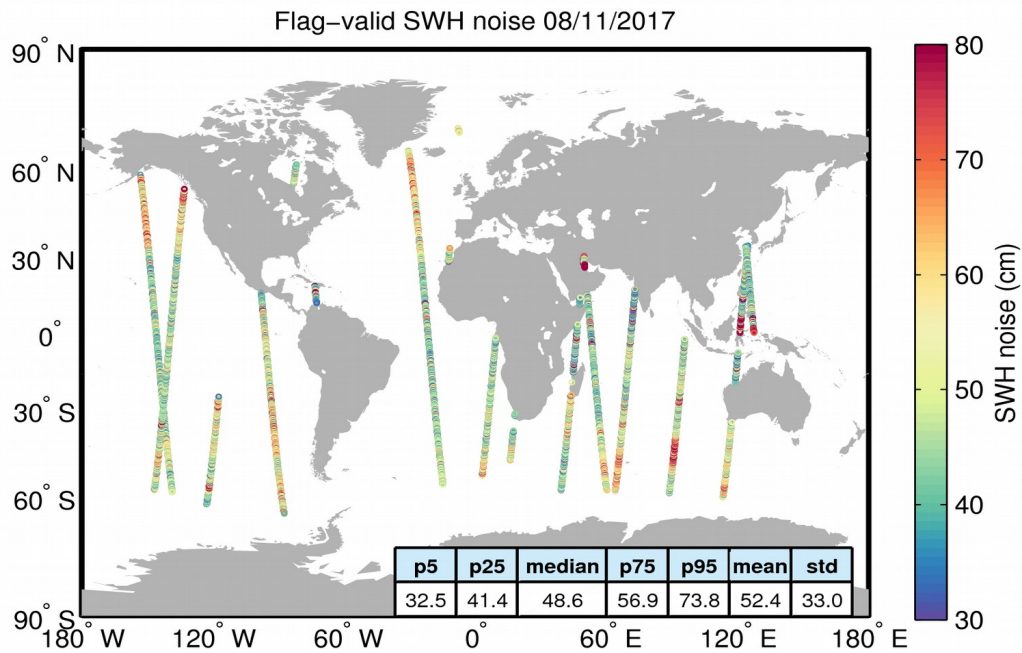 Flag−valid SWH noise 08/11/2017
90° N
60° N
30° N
0°
30° S
60° S
90° S
180° W
120° W
60° W
0°
60° E
120° E
180° E
p5 p25 median p75 p95 mean std
32.5 41.4 48.6 56.9 73.8 52.4 33.0
80
70
60
50
40
30
SWH noise (cm)